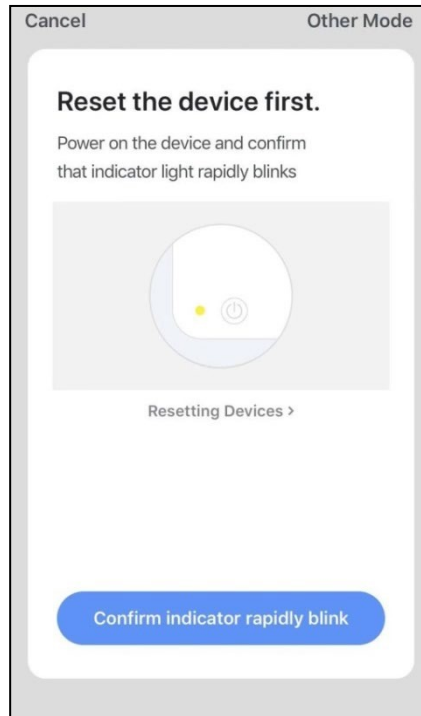 Cancel
Other Mode
Reset the device first.
Power on the device and confirm
that indicator light rapidly blinks
Resetting Devices >
Confirm indicator rapidly blink